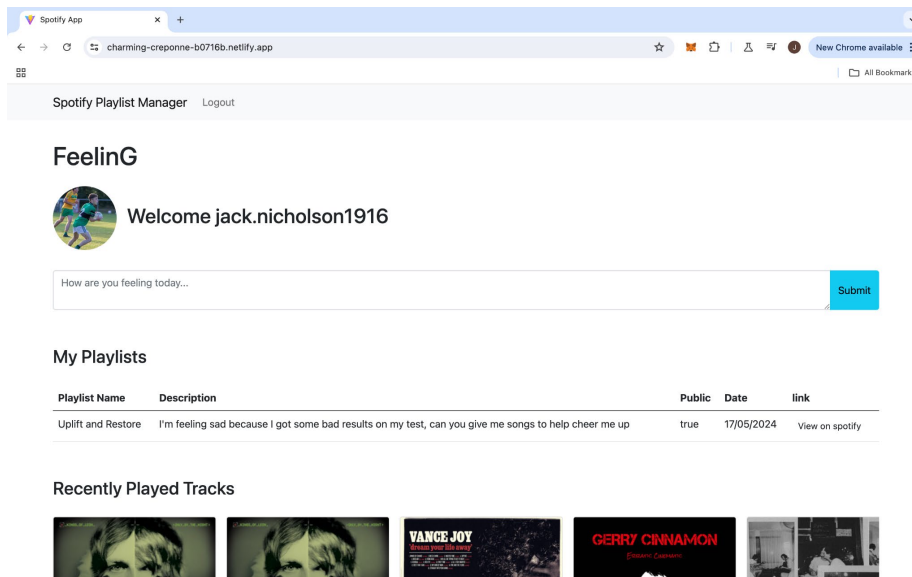 Spotify App
charming-creponne-b0716b.netlify.app
J
New Chrome available
All Bookmark
Spotify Playlist Manager Logout
FeelinG
Welcome jack.nicholson1916
How are you feeling today...
Submit
My Playlists
Playlist Name Description Public Date link
Uplift and Restore I'm feeling sad because I got some bad results on my test, can you give me songs to help cheer me up true 17/05/2024 View on spotify
Recently Played Tracks
VANCE JOY
dream your life away
GERRY CINNAMON